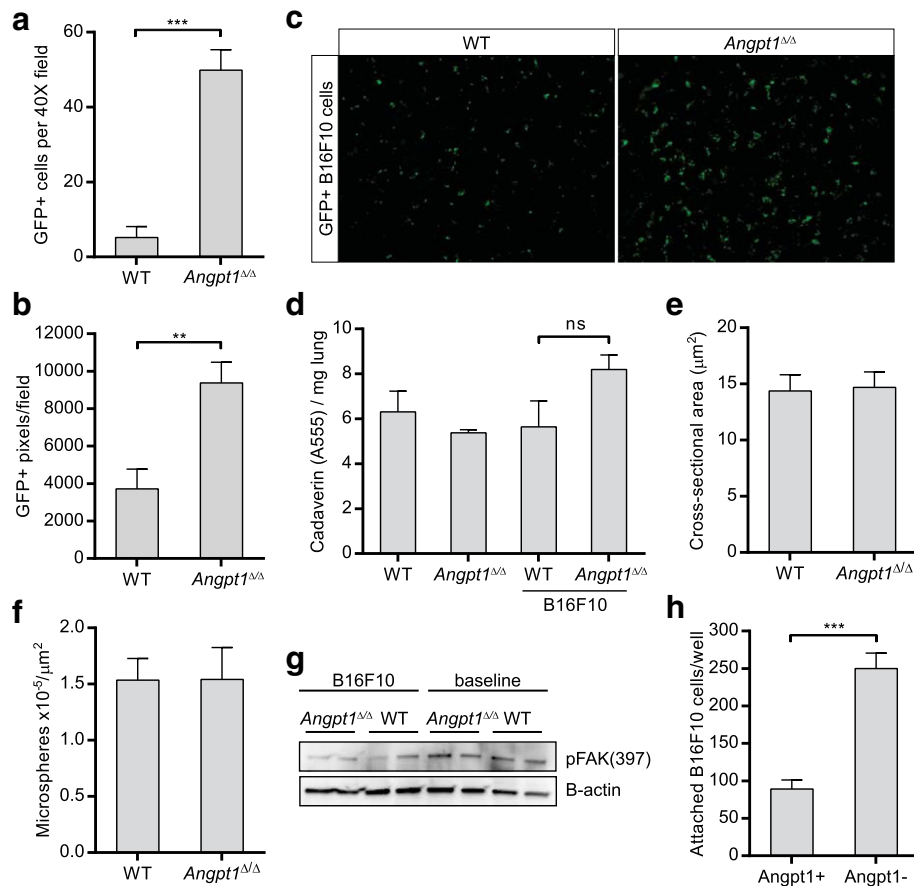 a
GFP+ cells per 40X field
60
40
20
0
***
WT
Angpt1Δ/Δ
c
WT
Angpt1Δ/Δ
GFP+ B16F10 cells
b
GFP+ pixels/field
12000
10000
8000
6000
4000
2000
0
**
WT
Angpt1Δ/Δ
d
Cadaverin (A555) / mg lung
10
8
6
4
2
0
ns
WT
Angpt1Δ/Δ
WT
Angpt1Δ/Δ
B16F10
e
Cross-sectional area (μm2)
20
15
10
5
0
WT
Angpt1Δ/Δ
f
Microspheres x10-5/μm2
2.0
1.5
1.0
0.5
0.0
WT
Angpt1Δ/Δ
g
B16F10 baseline
Angpt1Δ/Δ WT Angpt1Δ/Δ WT
pFAK(397)
B-actin
h
Attached B16F10 cells/well
300
250
200
150
100
50
0
***
Angpt1+
Angpt1-